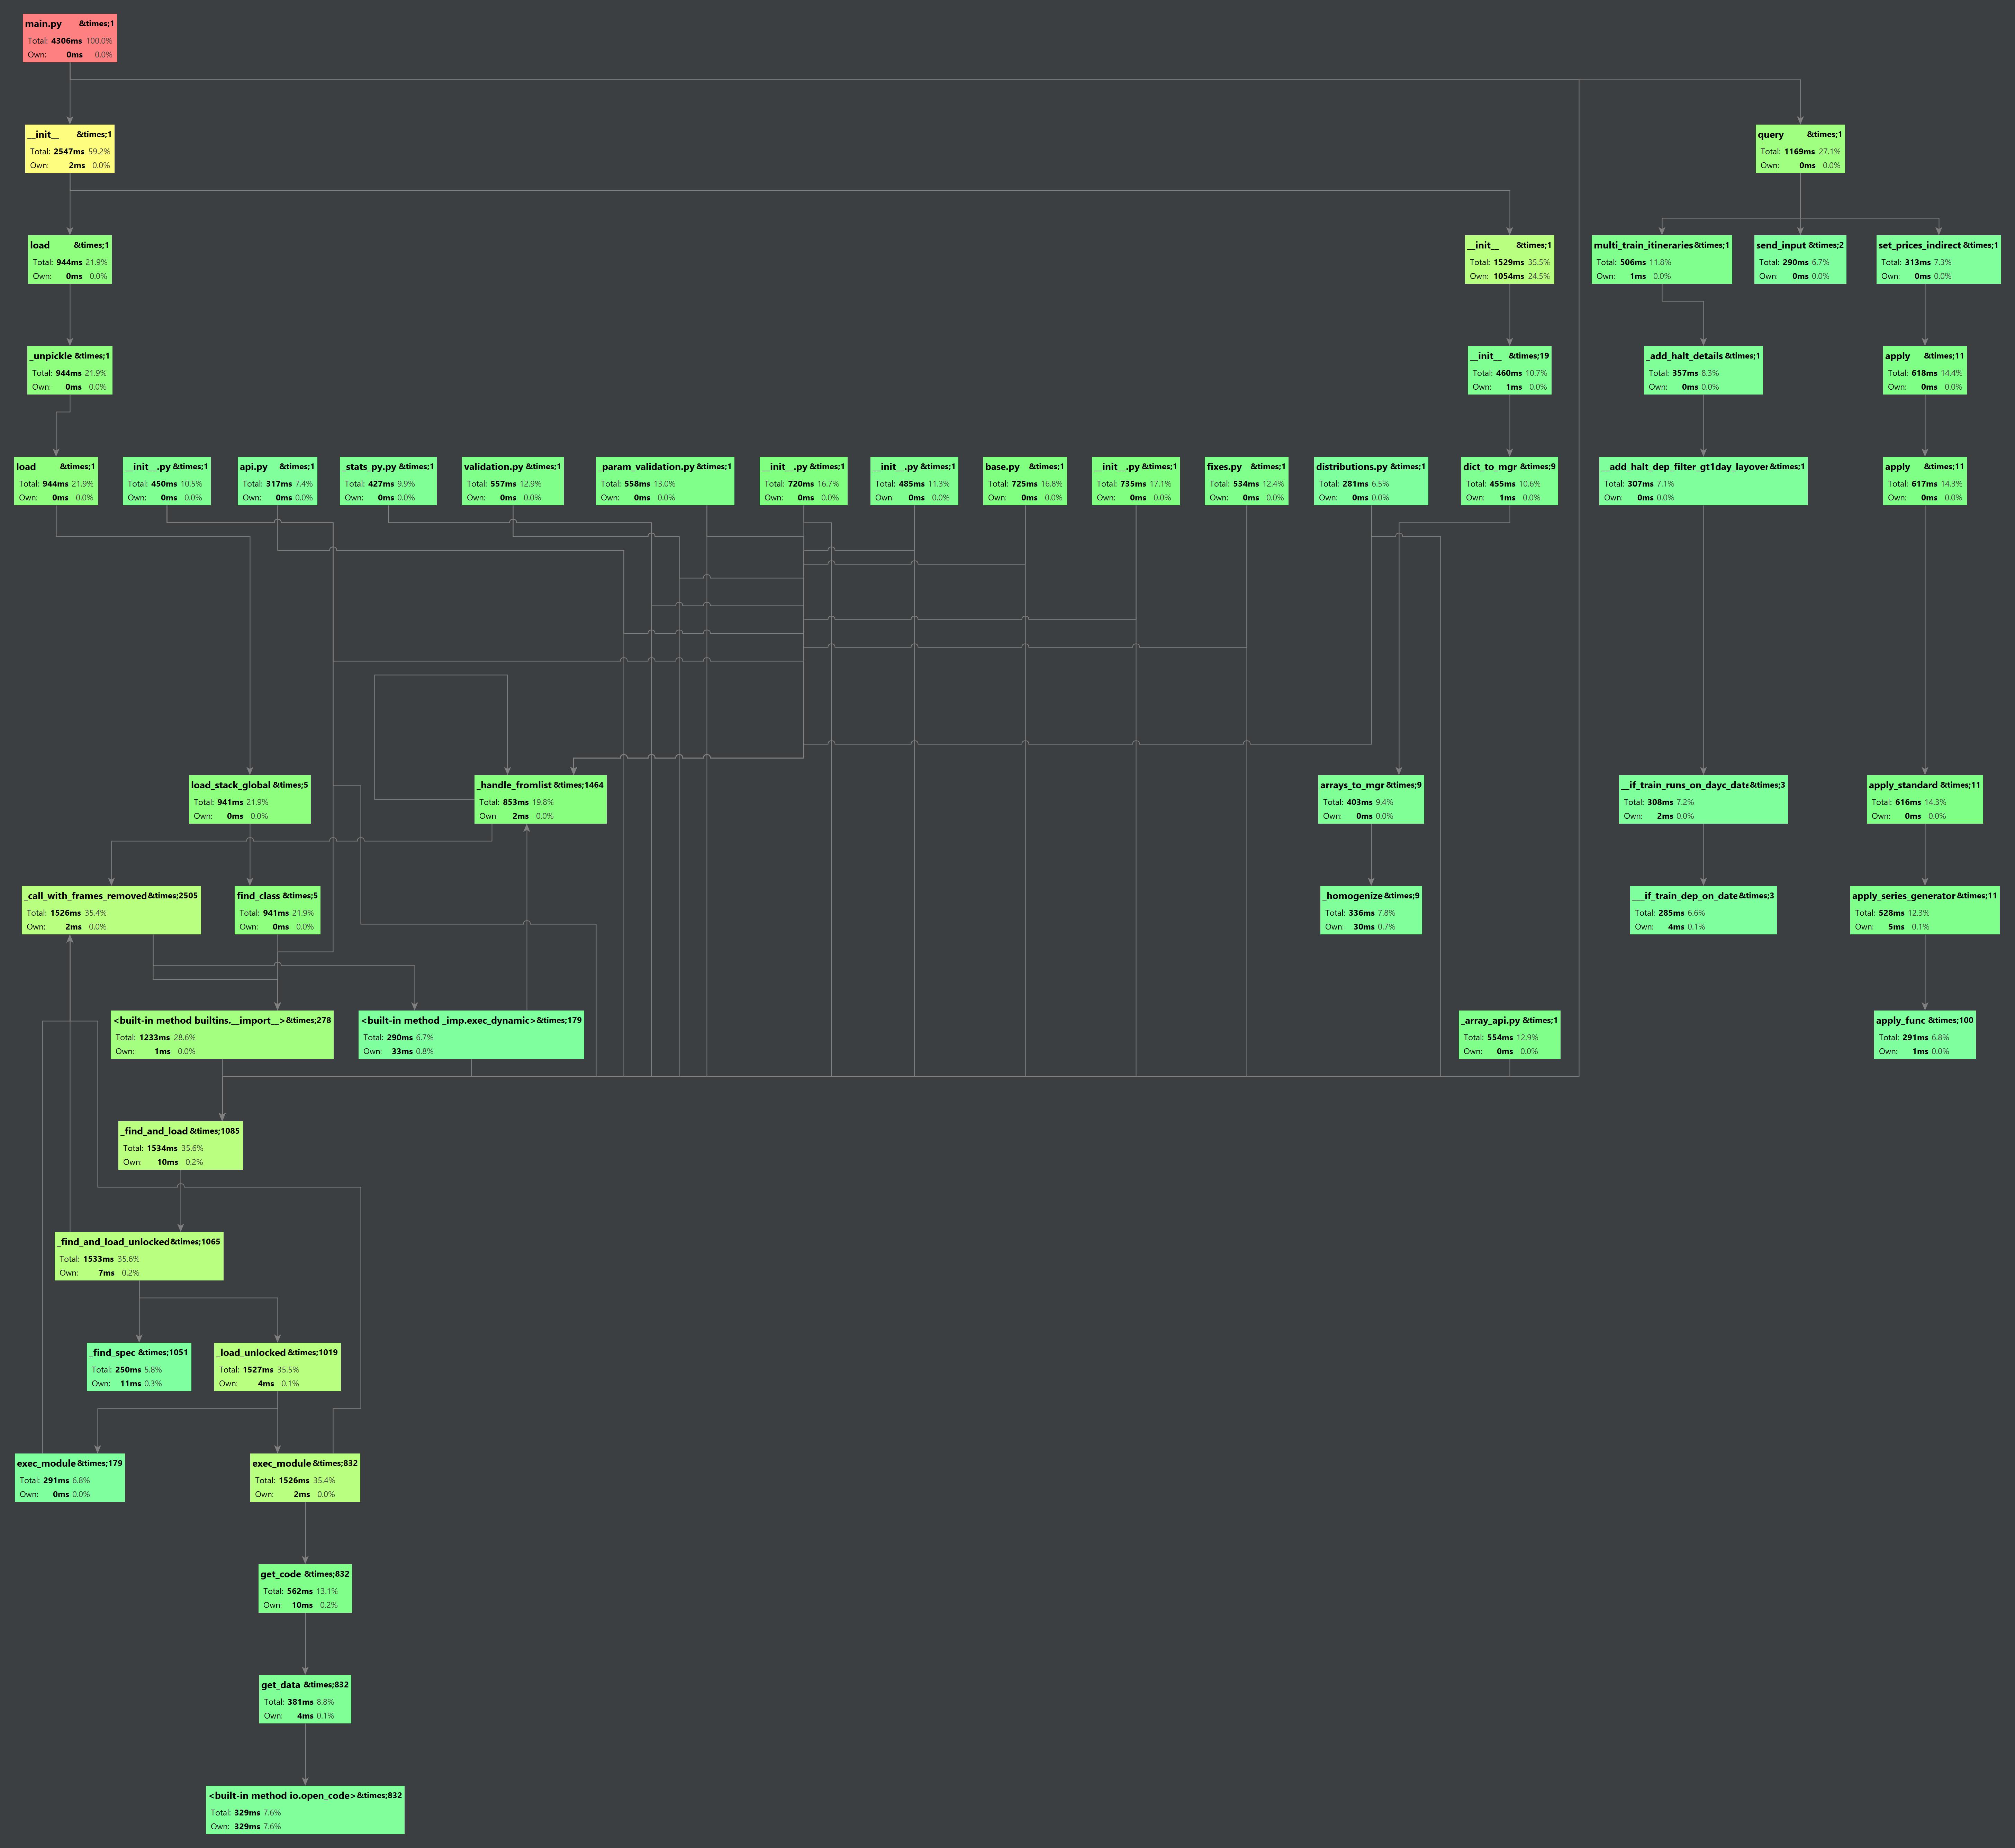 main.py &times;1
Total: 4306ms 100.0%
Own: 0ms 0.0%
__init__ &times;1
Total: 2547ms 59.2%
Own: 2ms 0.0%
query &times;1
Total: 1169ms 27.1%
Own: 0ms 0.0%
load &times;1
Total: 944ms 21.9%
Own: 0ms 0.0%
__init__ &times;1
Total: 1529ms 35.5%
Own: 1054ms 24.5%
multi_train_itineraries &times;1
Total: 506ms 11.8%
Own: 1ms 0.0%
send_input &times;2
Total: 290ms 6.7%
Own: 0ms 0.0%
set_prices_indirect &times;1
Total: 313ms 7.3%
Own: 0ms 0.0%
_unpickle &times;1
Total: 944ms 21.9%
Own: 0ms 0.0%
__init__ &times;19
Total: 460ms 10.7%
Own: 1ms 0.0%
_add_halt_details &times;1
Total: 357ms 8.3%
Own: 0ms 0.0%
apply &times;11
Total: 618ms 14.4%
Own: 0ms 0.0%
load &times;1
Total: 944ms 21.9%
Own: 0ms 0.0%
__init__.py &times;1
Total: 450ms 10.5%
Own: 0ms 0.0%
api.py &times;1
Total: 317ms 7.4%
Own: 0ms 0.0%
_stats_py.py &times;1
Total: 427ms 9.9%
Own: 0ms 0.0%
validation.py &times;1
Total: 557ms 12.9%
Own: 0ms 0.0%
_param_validation.py &times;1
Total: 558ms 13.0%
Own: 0ms 0.0%
__init__.py &times;1
Total: 720ms 16.7%
Own: 0ms 0.0%
__init__.py &times;1
Total: 485ms 11.3%
Own: 0ms 0.0%
base.py &times;1
Total: 725ms 16.8%
Own: 0ms 0.0%
__init__.py &times;1
Total: 735ms 17.1%
Own: 0ms 0.0%
fixes.py &times;1
Total: 534ms 12.4%
Own: 0ms 0.0%
distributions.py &times;1
Total: 281ms 6.5%
Own: 0ms 0.0%
dict_to_mgr &times;9
Total: 455ms 10.6%
Own: 1ms 0.0%
__add_halt_dep_filter_gt1day_layover &times;1
Total: 307ms 7.1%
Own: 0ms 0.0%
apply &times;11
Total: 617ms 14.3%
Own: 0ms 0.0%
load_stack_global &times;5
Total: 941ms 21.9%
Own: 0ms 0.0%
_handle_fromlist &times;1464
Total: 853ms 19.8%
Own: 2ms 0.0%
arrays_to_mgr &times;9
Total: 403ms 9.4%
Own: 0ms 0.0%
__if_train_runs_on_dayc_date &times;3
Total: 308ms 7.2%
Own: 2ms 0.0%
apply_standard &times;11
Total: 616ms 14.3%
Own: 0ms 0.0%
_call_with_frames_removed &times;2505
Total: 1526ms 35.4%
Own: 2ms 0.0%
find_class &times;5
Total: 941ms 21.9%
Own: 0ms 0.0%
_homogenize &times;9
Total: 336ms 7.8%
Own: 30ms 0.7%
___if_train_dep_on_date &times;3
Total: 285ms 6.6%
Own: 4ms 0.1%
apply_series_generator &times;11
Total: 528ms 12.3%
Own: 5ms 0.1%
<built-in method builtins.__import__> &times;278
Total: 1233ms 28.6%
Own: 1ms 0.0%
<built-in method _imp.exec_dynamic> &times;179
Total: 290ms 6.7%
Own: 33ms 0.8%
_array_api.py &times;1
Total: 554ms 12.9%
Own: 0ms 0.0%
apply_func &times;100
Total: 291ms 6.8%
Own: 1ms 0.0%
_find_and_load &times;1085
Total: 1534ms 35.6%
Own: 10ms 0.2%
_find_and_load_unlocked &times;1065
Total: 1533ms 35.6%
Own: 7ms 0.2%
_find_spec &times;1051
Total: 250ms 5.8%
Own: 11ms 0.3%
_load_unlocked &times;1019
Total: 1527ms 35.5%
Own: 4ms 0.1%
exec_module &times;179
Total: 291ms 6.8%
Own: 0ms 0.0%
exec_module &times;832
Total: 1526ms 35.4%
Own: 2ms 0.0%
get_code &times;832
Total: 562ms 13.1%
Own: 10ms 0.2%
get_data &times;832
Total: 381ms 8.8%
Own: 4ms 0.1%
<built-in method io.open_code> &times;832
Total: 329ms 7.6%
Own: 329ms 7.6%